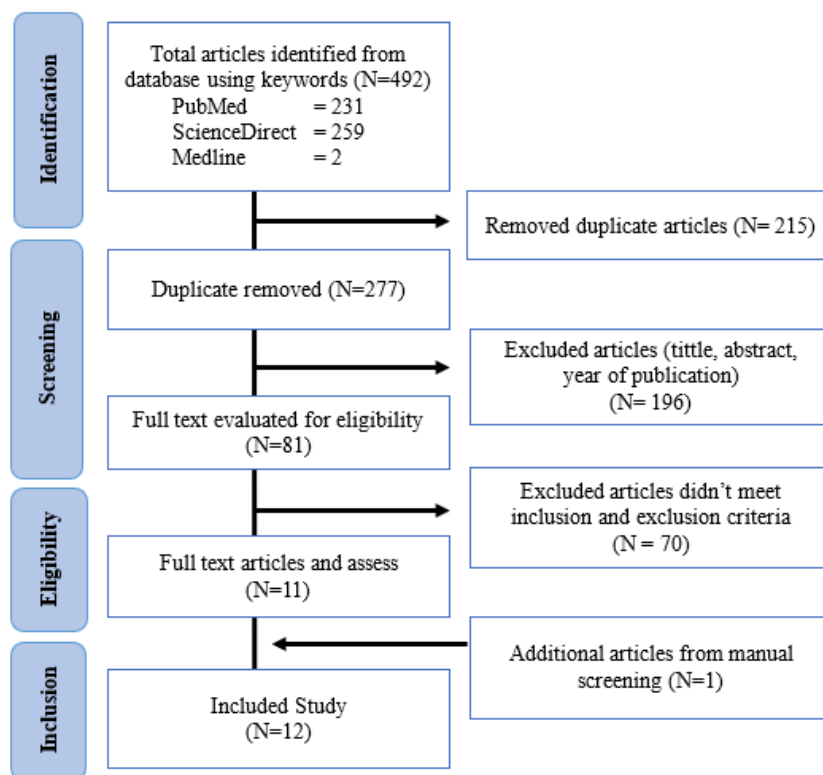 Identification
Total articles identified from
database using keywords (N=492)
PubMed = 231
ScienceDirect = 259
Medline = 2
Removed duplicate articles (N= 215)
Screening
Duplicate removed (N=277)
Excluded articles (tittle, abstract,
year of publication)
(N= 196)
Full text evaluated for eligibility
(N=81)
Eligibility
Excluded articles didn’t meet
inclusion and exclusion criteria
(N = 70)
Full text articles and assess
(N=11)
Inclusion
Additional articles from manual
screening (N=1)
Included Study
(N=12)